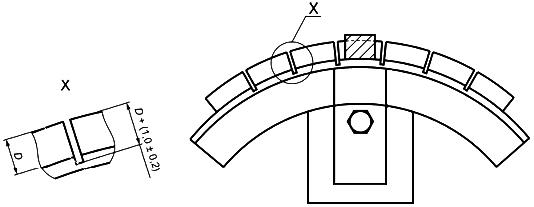 X
X
D
D + (1,0 ± 0,2)